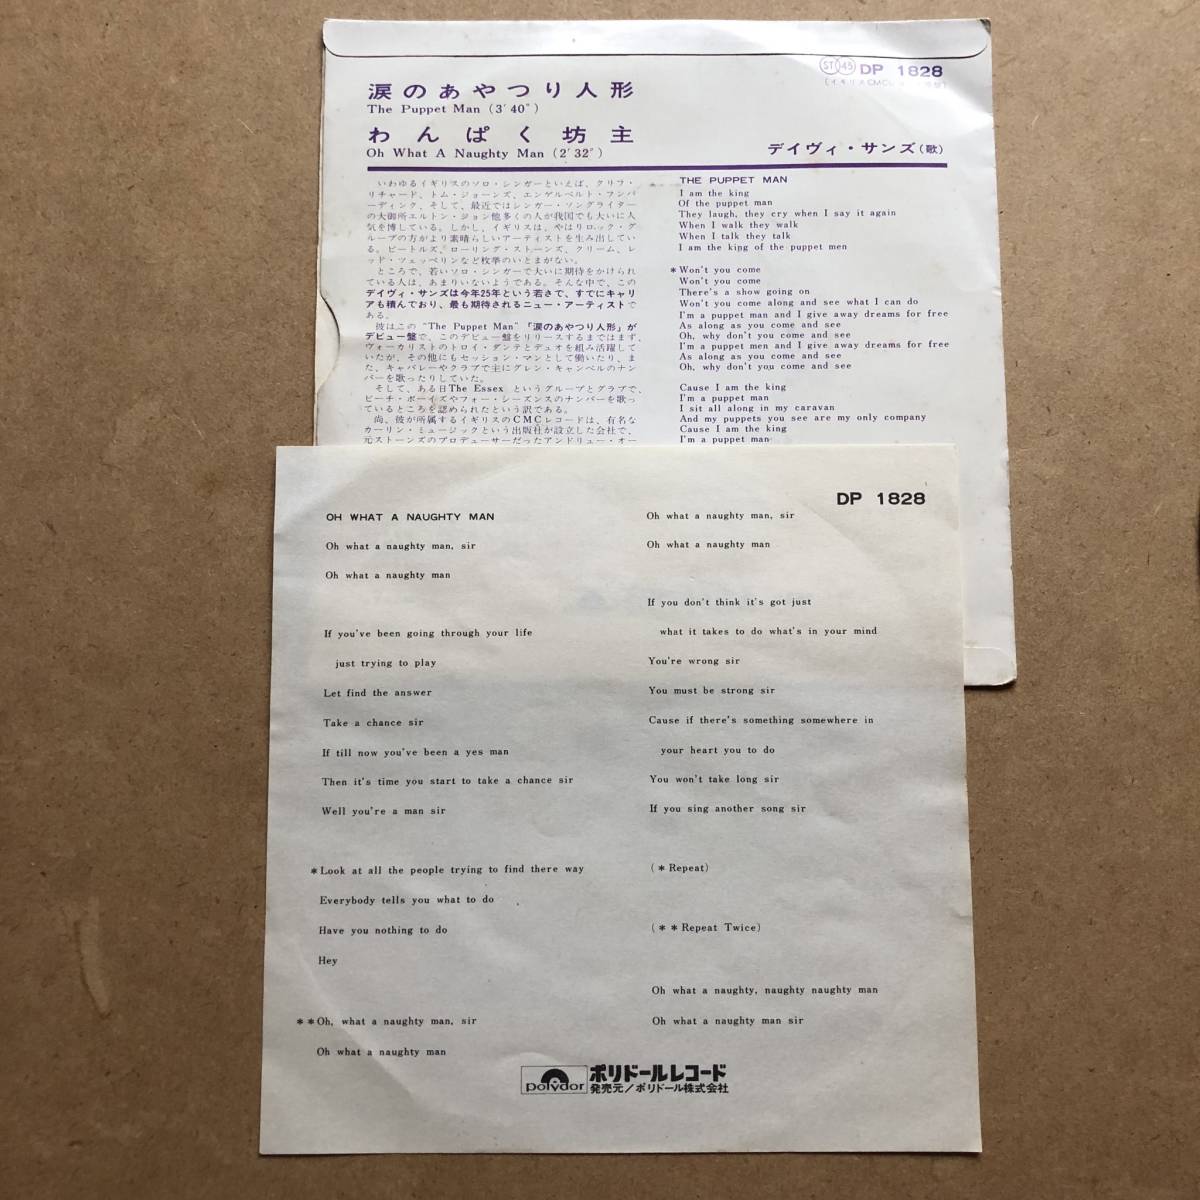 涙のあやつり人形
The Puppet Man (3′40″)
わんぱく坊主
Oh What A Naughty Man (2′32″)
ST 45 DP 1828
デイヴィ・サンズ(歌)
いわゆるイギリスのソロ・シンガーといえば、クリフ・
リチャード、トム・ジョーンズ、エンゲルベルト・フンパ
ーディンク、そして、最近ではシンガー・ソングライター
の大御所エルトン・ジョン他多くの人が我国でも大いに人
気を博している。しかし、イギリスは、やはりロック・グ
ループの方がより素晴らしいアーティストを生み出してい
る。ビートルズ、ローリング・ストーンズ、クリーム、レ
ッド・ツェッペリンなど枚挙のいとまがない。
ところで、若いソロ・シンガーで大いに期待をかけられ
ている人は、あまりいないようである。そんな中で、この
デイヴィ・サンズは今年25年という若さで、すでにキャリ
アも積んでおり、最も期待されるニュー・アーティストで
ある。
彼はこの “The Puppet Man” 「涙のあやつり人形」が
デビュー盤で、このデビュー盤をリリースするまではまず、
ヴォーカリストのトロイ・ダンテとデュオを組み活躍して
いたが、その他にもセッション・マンとして働いたり、ま
た、キャバレーやクラブで主にグレン・キャンベルのナン
バーを歌ったりしていた。
そして、ある日The Essex というグループとグラブで、
ビーチ・ボーイズやフォー・シーズンスのナンバーを歌っ
ているところを認められたという訳である。
尚、彼が所属するイギリスのCMCレコードは、有名な
カーリン・ミュージックという出版社が設立した会社で、
元ストーンズのプロデューサーだったアンドリュー・オー
THE PUPPET MAN
I am the king
Of the puppet man
They laugh, they cry when I say it again
When I walk they walk
When I talk they talk
I am the king of the puppet men
*Won't you come
Won't you come
There's a show going on
Won't you come along and see what I can do
I'm a puppet man and I give away dreams for free
As along as you come and see
Oh, why don't you come and see
I'm a puppet men and I give away dreams for free
As along as you come and see
Oh, why don't you come and see
Cause I am the king
I'm a puppet man
I sit all along in my caravan
And my puppets you see are my only company
Cause I am the king
I'm a puppet man
DP 1828
OH WHAT A NAUGHTY MAN
Oh what a naughty man, sir
Oh what a naughty man
If you've been going through your life
just trying to play
Let find the answer
Take a chance sir
If till now you've been a yes man
Then it's time you start to take a chance sir
Well you're a man sir
*Look at all the people trying to find there way
Everybody tells you what to do
Have you nothing to do
Hey
**Oh, what a naughty man, sir
Oh what a naughty man
Oh what a naughty man, sir
Oh what a naughty man
If you don't think it's got just
what it takes to do what's in your mind
You're wrong sir
You must be strong sir
Cause if there's something somewhere in
your heart you to do
You won't take long sir
If you sing another song sir
(*Repeat)
(**Repeat Twice)
Oh what a naughty, naughty naughty man
Oh what a naughty man sir
polydor
ポリドールレコード
発売元/ポリドール株式会社